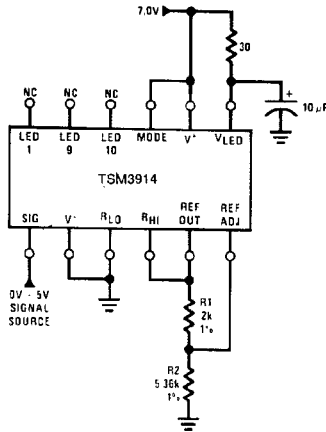 7.0V
30
NC NC NC
10 µF
+
LED 1
LED 9
LED 10
MODE
V+
VLED
TSM3914
SIG
V-
RLO
RHI
REF OUT
REF ADJ
0V - 5V
SIGNAL
SOURCE
R1
2k
1%
R2
5.36k
1%